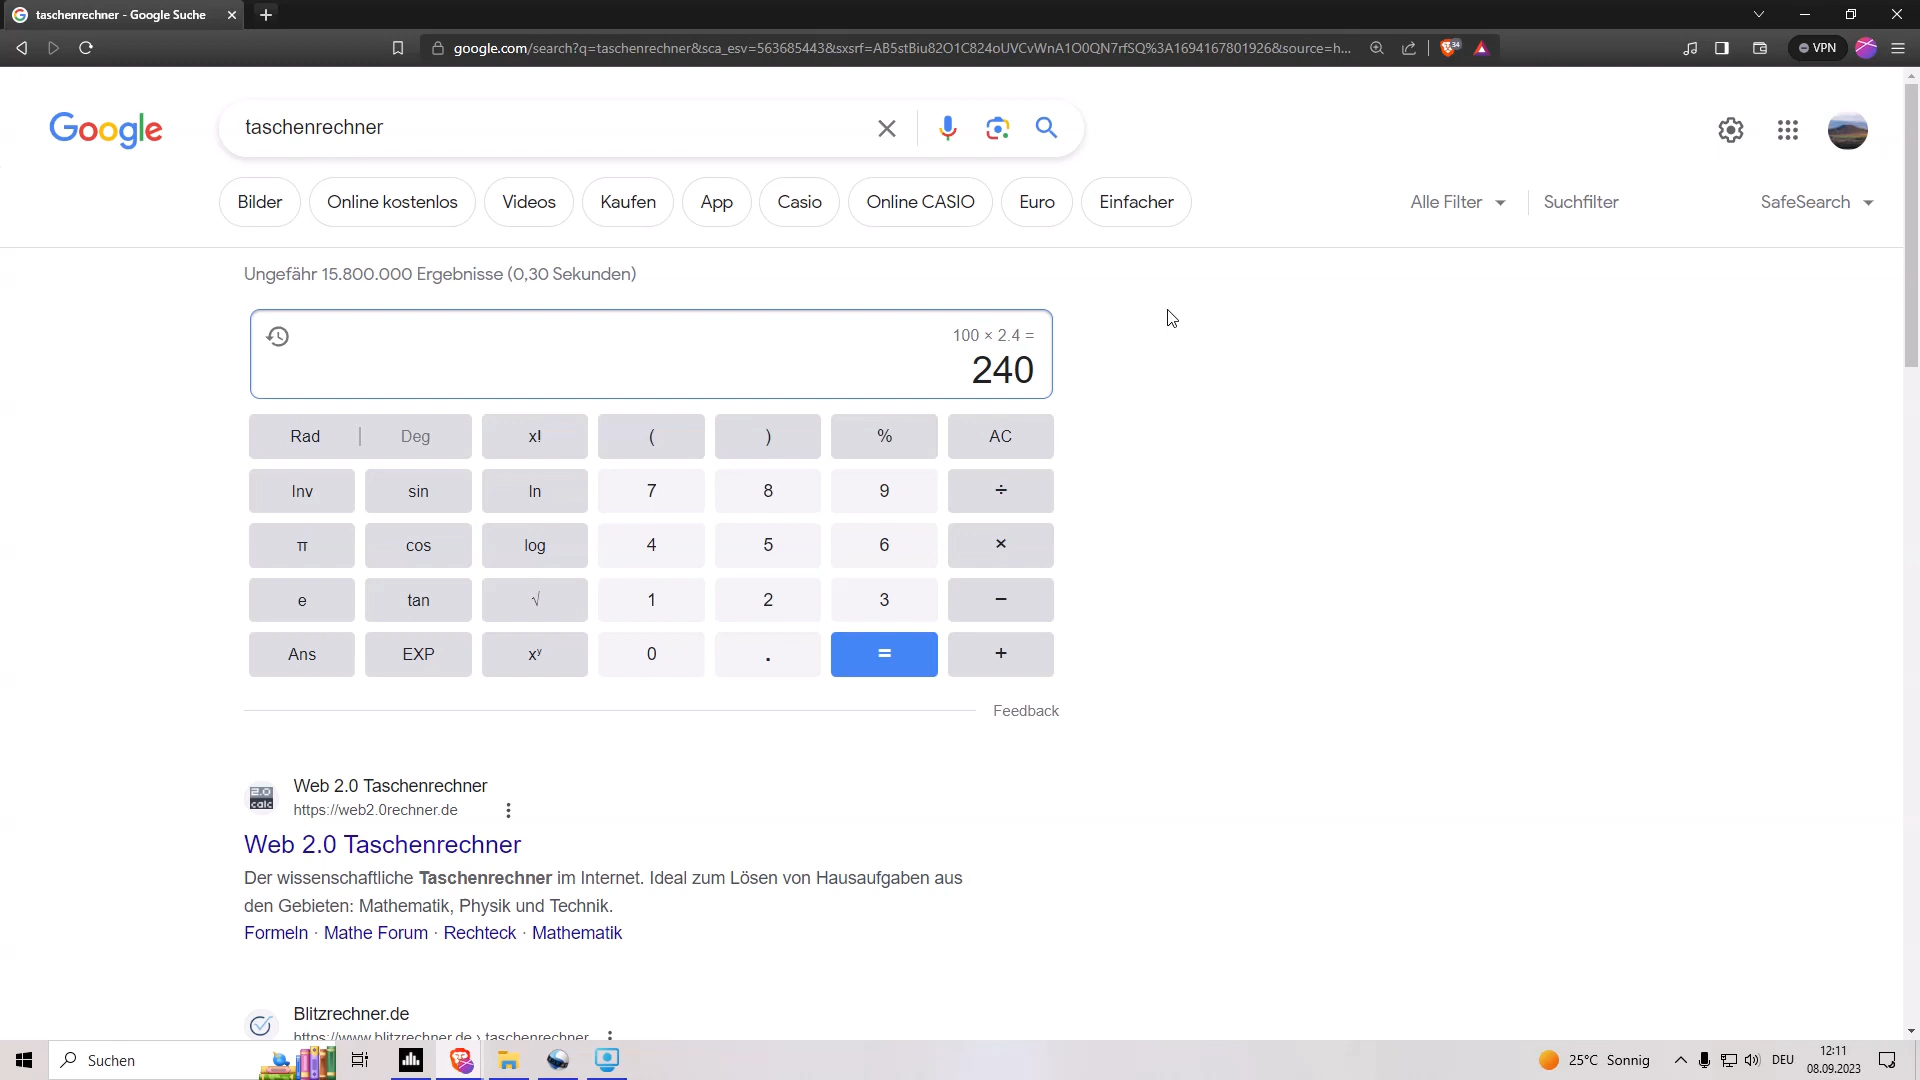 taschenrechner - Google Suche
google.com/search?q=taschenrechner&sca_esv=563685443&sxsrf=AB5stBiu82O1C824oUVCvWnA1O0QN7rfSQ%3A1694167801926&source=h...
34
VPN
Google
taschenrechner
Bilder
Online kostenlos
Videos
Kaufen
App
Casio
Online CASIO
Euro
Einfacher
Alle Filter
Suchfilter
SafeSearch
Ungefähr 15.800.000 Ergebnisse (0,30 Sekunden)
100 × 2.4 =
240
Rad | Deg x! ( ) % AC
Inv sin ln 7 8 9 ÷
π cos log 4 5 6 ×
e tan √ 1 2 3 −
Ans EXP xʸ 0 . = +
Feedback
2.0 calc
Web 2.0 Taschenrechner
https://web2.0rechner.de
Web 2.0 Taschenrechner
Der wissenschaftliche Taschenrechner im Internet. Ideal zum Lösen von Hausaufgaben aus
den Gebieten: Mathematik, Physik und Technik.
Formeln · Mathe Forum · Rechteck · Mathematik
Blitzrechner.de
https://www.blitzrechner.de › taschenrechner
Suchen
25°C Sonnig
DEU
12:11
08.09.2023